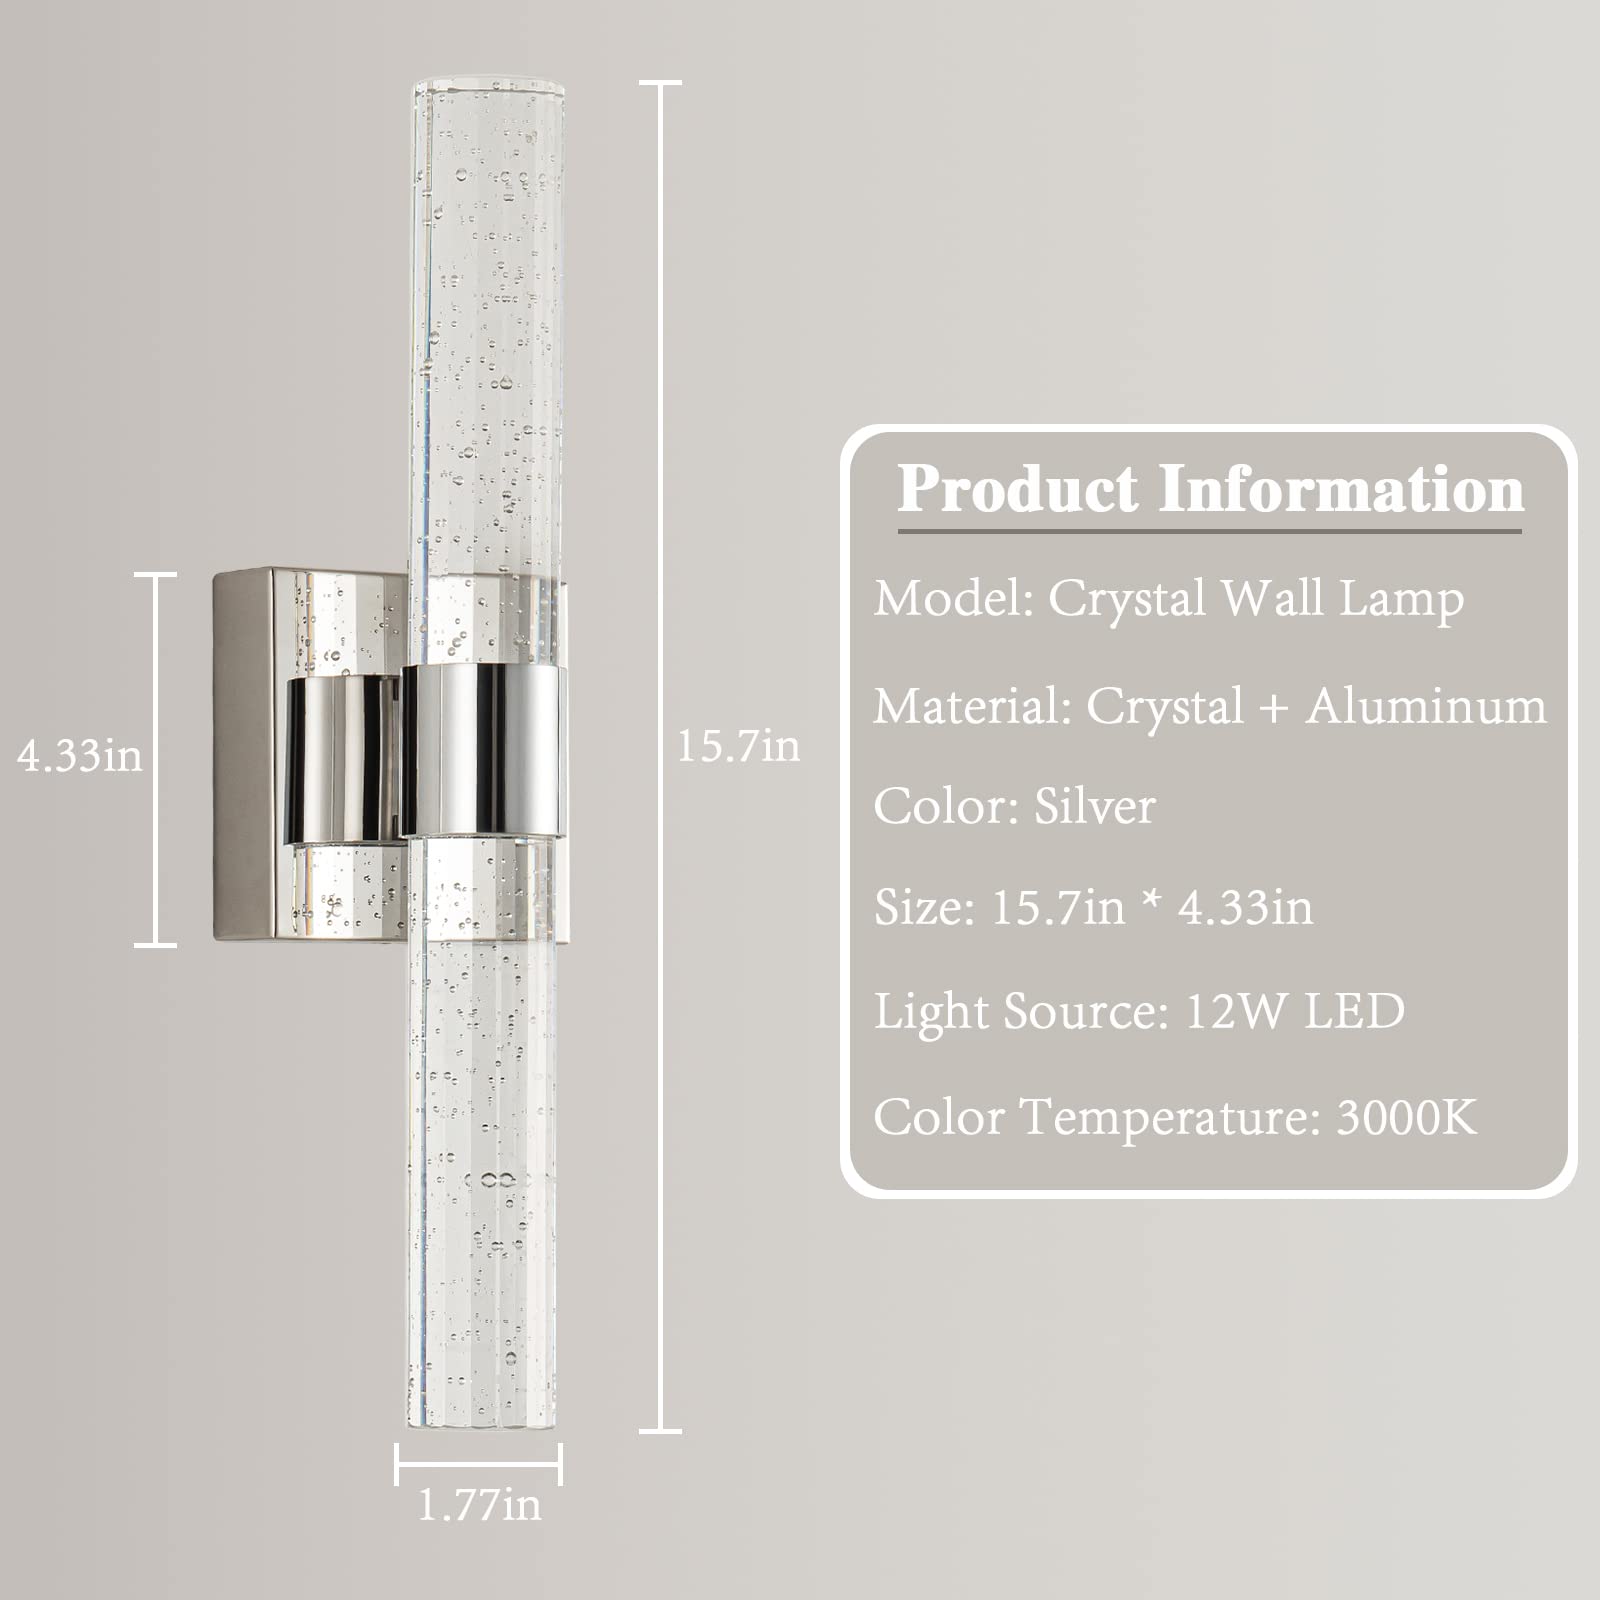 4.33in
15.7in
1.77in
Product Information
Model: Crystal Wall Lamp
Material: Crystal + Aluminum
Color: Silver
Size: 15.7in * 4.33in
Light Source: 12W LED
Color Temperature: 3000K